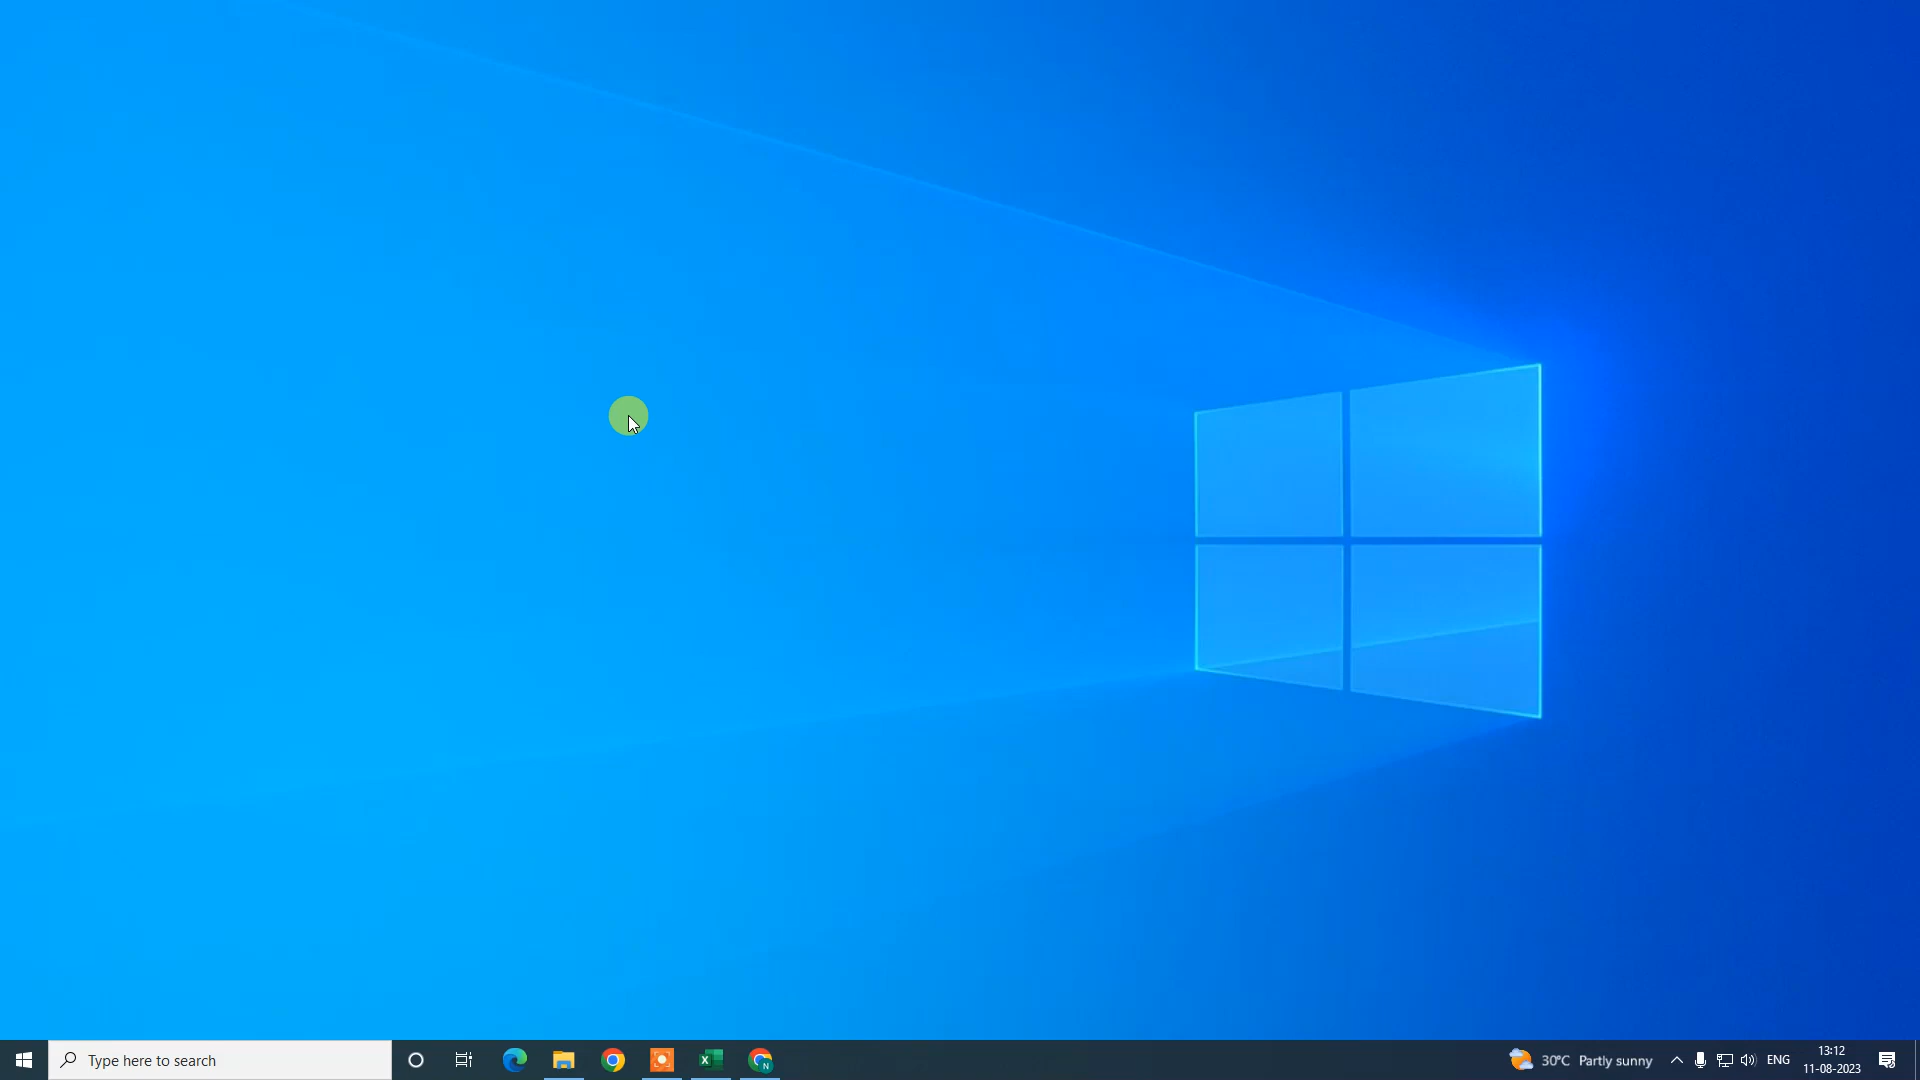 Type here to search
N
30°C Partly sunny
ENG
13:12
11-08-2023